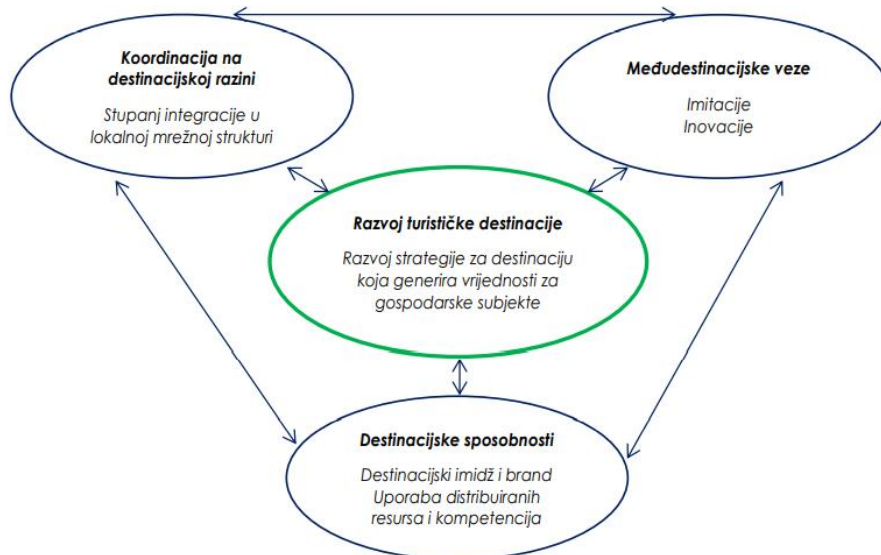 Koordinacija na
destinacijskoj razini
Stupanj integracije u
lokalnoj mrežnoj strukturi
Međudestinacijske veze
Imitacije
Inovacije
Razvoj turističke destinacije
Razvoj strategije za destinaciju
koja generira vrijednosti za
gospodarske subjekte
Destinacijske sposobnosti
Destinacijski imidž i brand
Uporaba distribuiranih
resursa i kompetencija